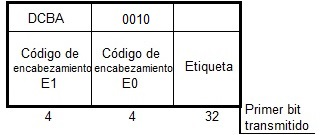 DCBA
0010
Código de
encabezamiento
E1
Código de
encabezamiento
E0
Etiqueta
4
4
32
Primer bit
transmitido